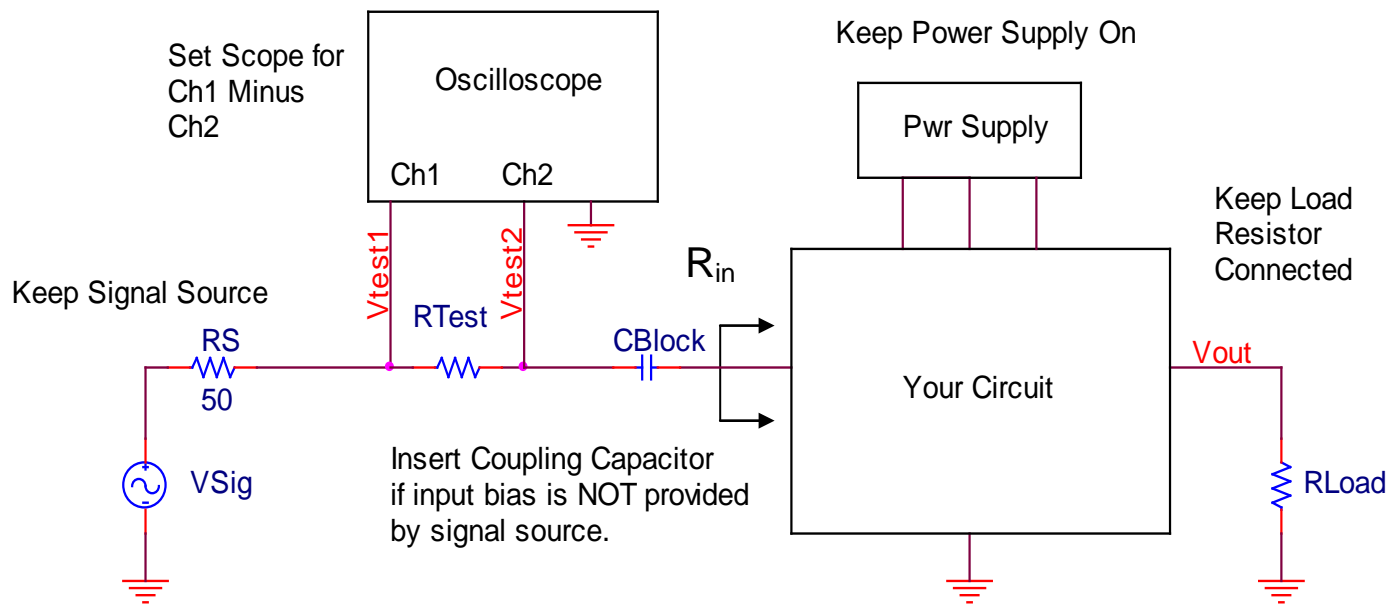 Keep Power Supply On
Set Scope for
Ch1 Minus
Ch2
Oscilloscope
Pwr Supply
Ch1
Ch2
Keep Load
Resistor
Connected
Vtest1
Vtest2
Rin
Keep Signal Source
RTest
RS
50
CBlock
Vout
Your Circuit
Insert Coupling Capacitor
if input bias is NOT provided
by signal source.
VSig
RLoad